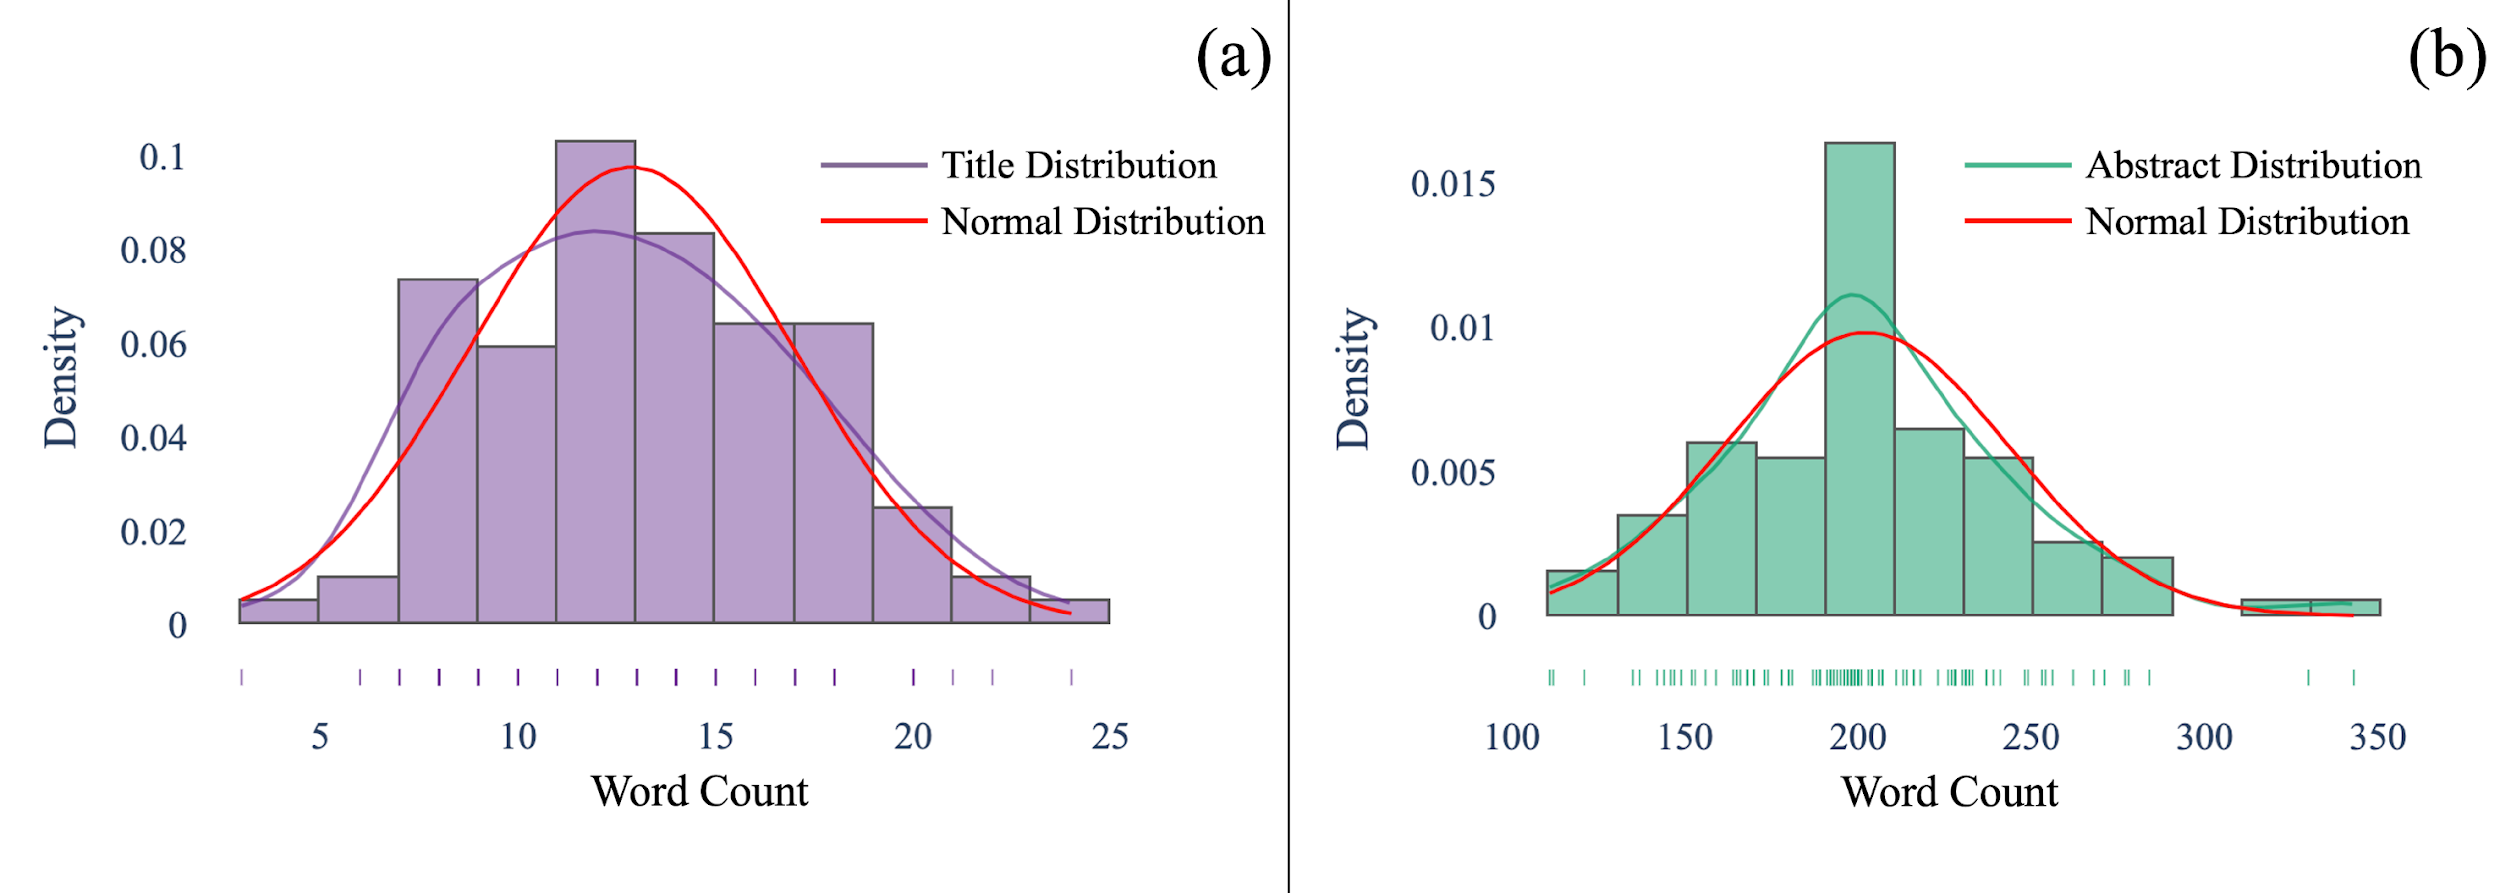 (a)
Title Distribution
Normal Distribution
Density
0.1
0.08
0.06
0.04
0.02
0
5 10 15 20 25
Word Count
(b)
Abstract Distribution
Normal Distribution
Density
0.015
0.01
0.005
0
100 150 200 250 300 350
Word Count